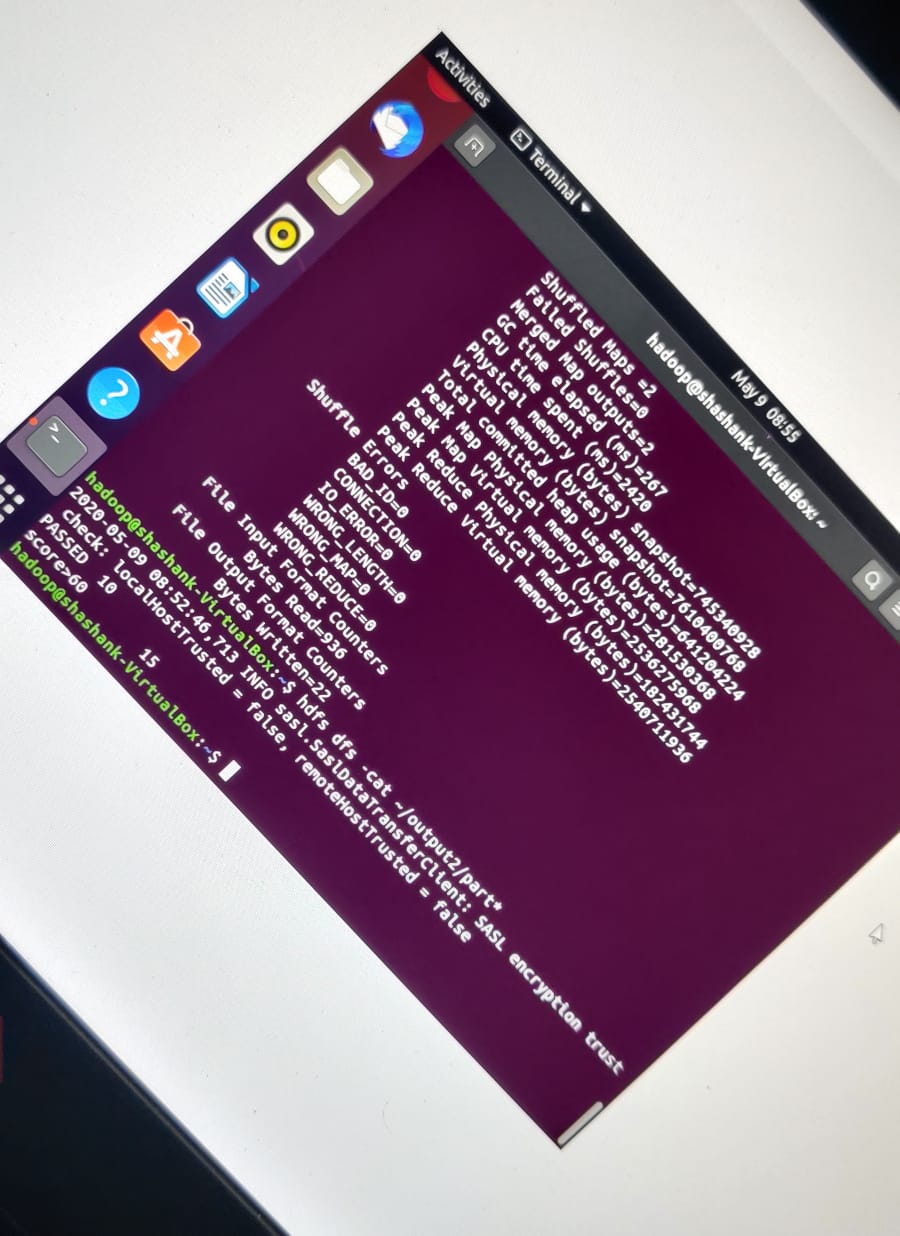 Activities
Terminal
May 9 08:55
hadoop@shashank-VirtualBox: ~
Shuffled Maps =2
Failed Shuffles=0
Merged Map outputs=2
GC time elapsed (ms)=267
CPU time spent (ms)=2420
Physical memory (bytes) snapshot=745340928
Virtual memory (bytes) snapshot=7610400768
Total committed heap usage (bytes)=641104224
Peak Map Physical memory (bytes)=281530368
Peak Map Virtual memory (bytes)=2536275968
Peak Reduce Physical memory (bytes)=182431744
Peak Reduce Virtual memory (bytes)=2540711936
Shuffle Errors
BAD_ID=0
CONNECTION=0
IO_ERROR=0
WRONG_LENGTH=0
WRONG_MAP=0
WRONG_REDUCE=0
File Input Format Counters
Bytes Read=936
File Output Format Counters
Bytes Written=22
hadoop@shashank-VirtualBox:~$ hdfs dfs -cat ~/output2/part*
2020-05-09 08:52:46,713 INFO sasl.SaslDataTransferClient: SASL encryption trust
check: localHostTrusted = false, remoteHostTrusted = false
PASSED 10
score=60 15
hadoop@shashank-VirtualBox:~$